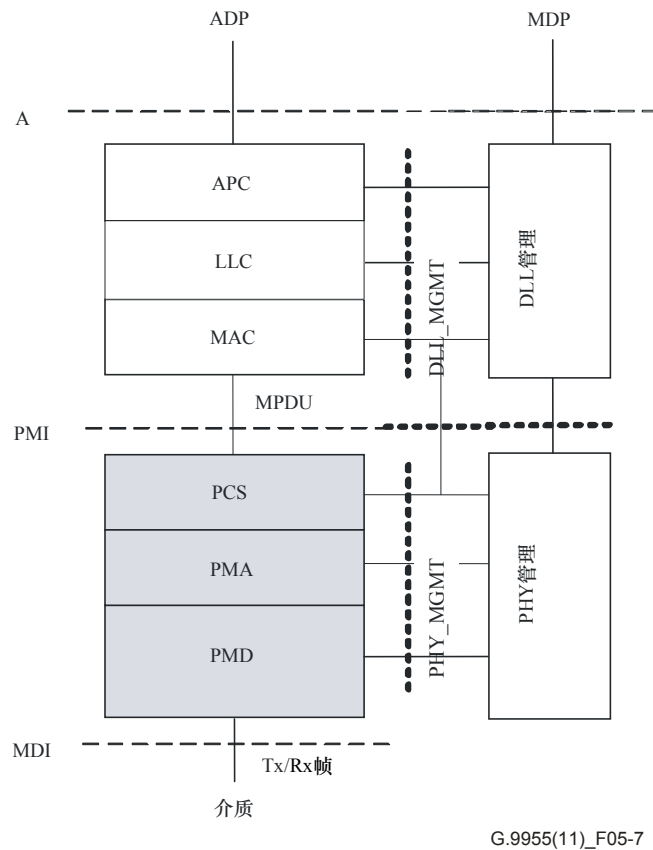 ADP
MDP
A
APC
LLC
MAC
DLL_MGMT
DLL管理
MPDU
PMI
PCS
PMA
PMD
PHY_MGMT
PHY管理
MDI
Tx/Rx帧
介质
G.9955(11)_F05-7